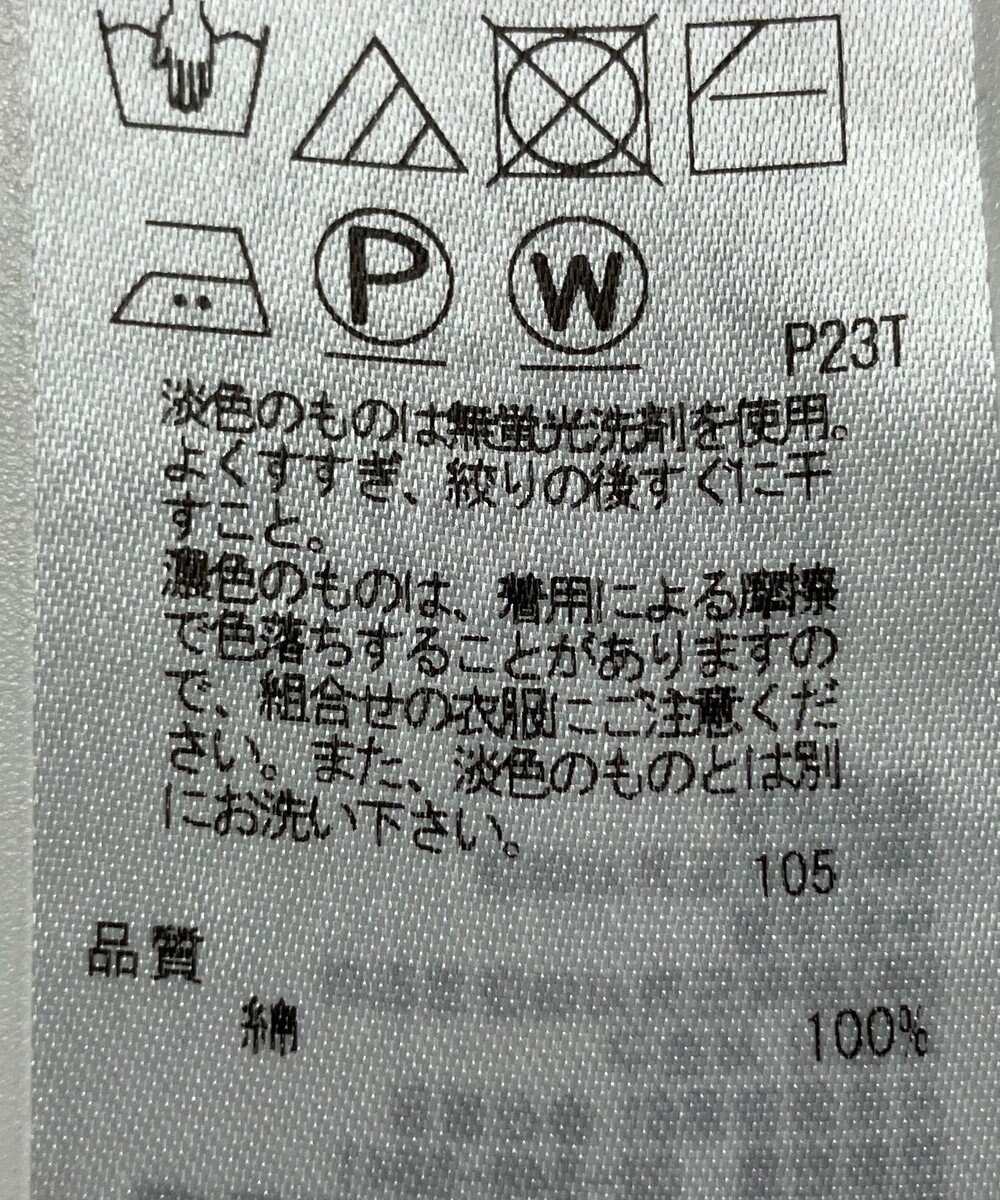 P
W
P23T
淡色のものは無蛍光洗剤を使用。
よくすすぎ、絞りの後すぐに干
すこと。
濃色のものは、着用による摩擦
で色落ちすることがありますの
で、組合せの衣服にご注意くだ
さい。また、淡色のものとは別
にお洗い下さい。
105
品質
綿 100%